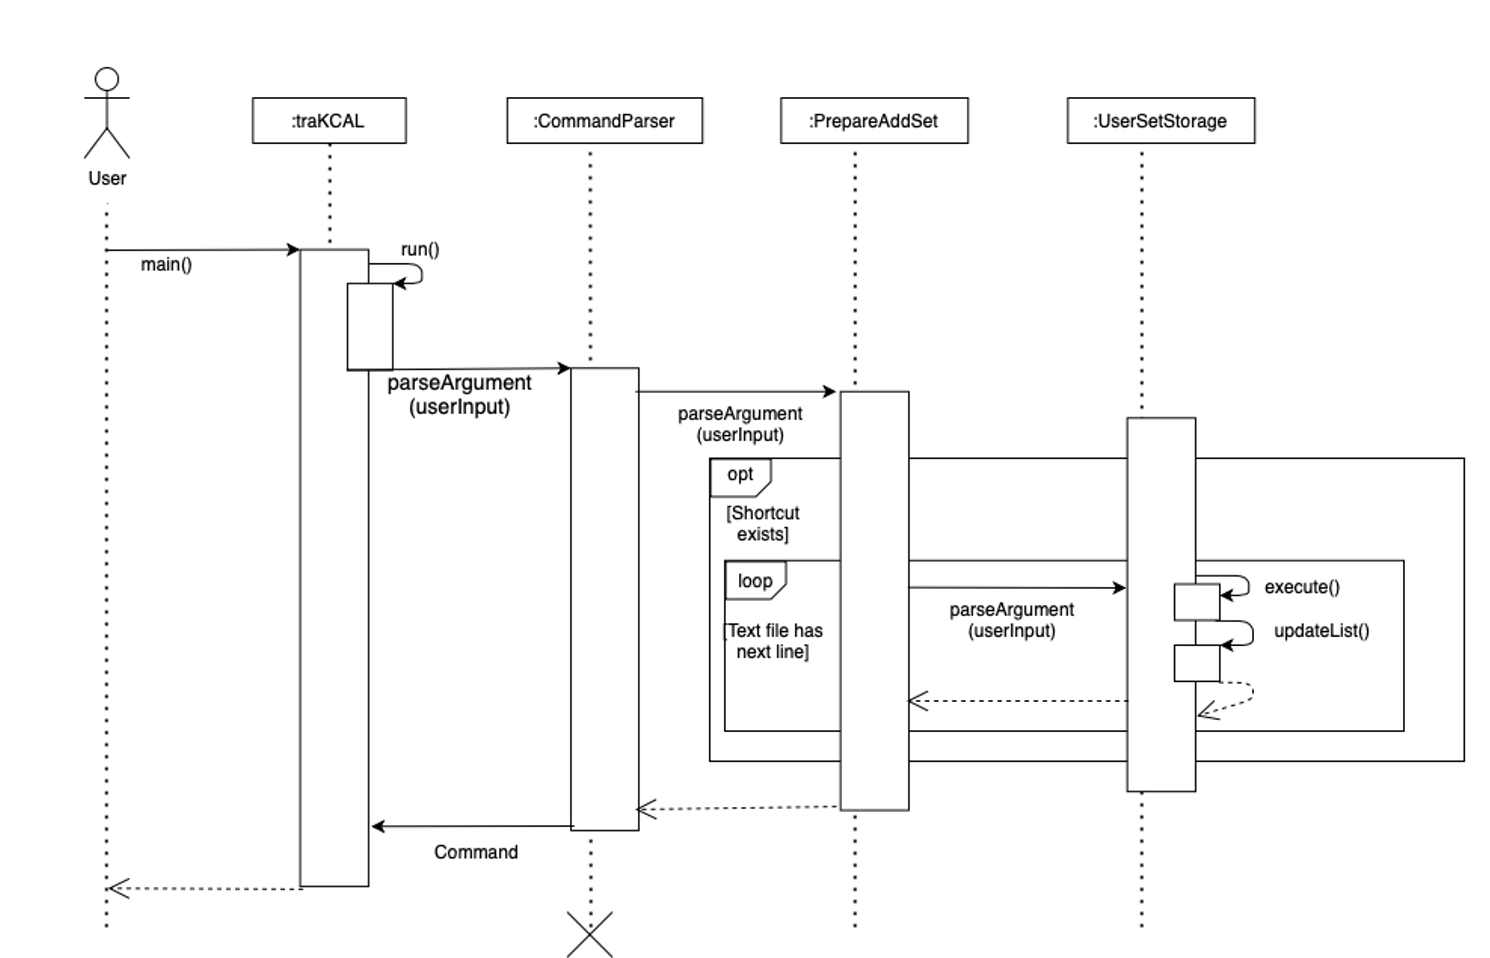 :traKCAL
:CommandParser
:PrepareAddSet
:UserSetStorage
User
run()
main()
parseArgument
(userInput)
parseArgument
(userInput)
opt
[Shortcut
exists]
loop
execute()
parseArgument
(userInput)
updateList()
[Text file has
next line]
Command